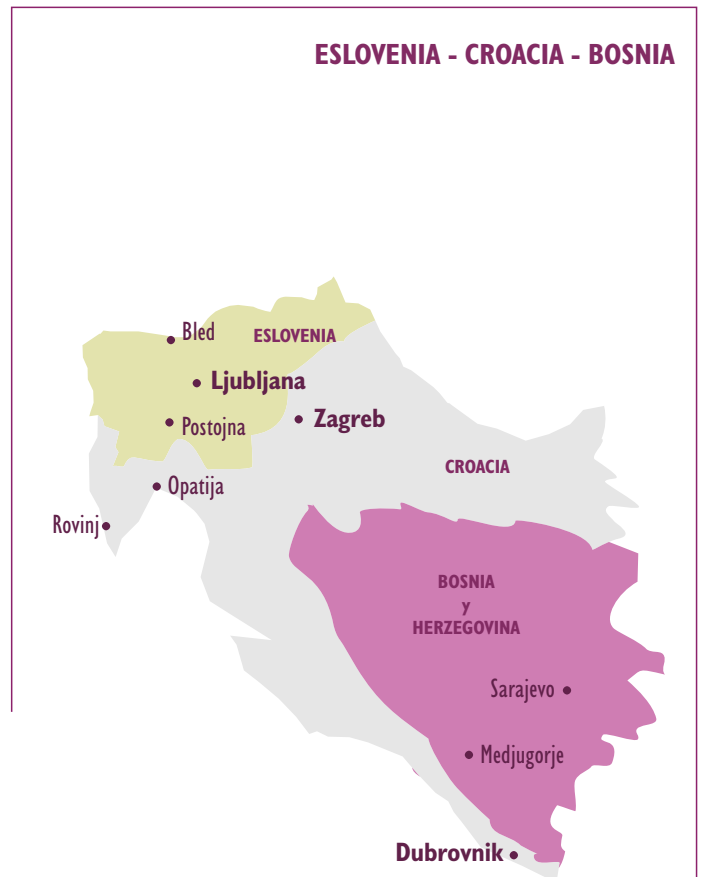 ESLOVENIA - CROACIA - BOSNIA
Bled
ESLOVENIA
Ljubljana
Zagreb
Postojna
CROACIA
Opatija
Rovinj
BOSNIA
y
HERZEGOVINA
Sarajevo
Medjugorje
Dubrovnik